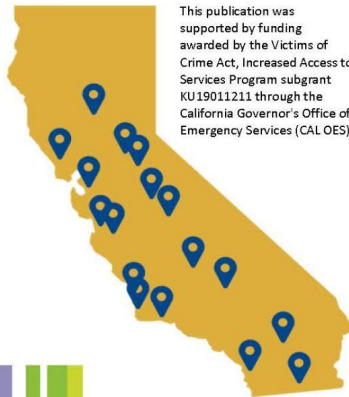 This publication was
supported by funding
awarded by the Victims of
Crime Act, Increased Access to
Services Program subgrant
KU19011211 through the
California Governor's Office of
Emergency Services (CAL OES)